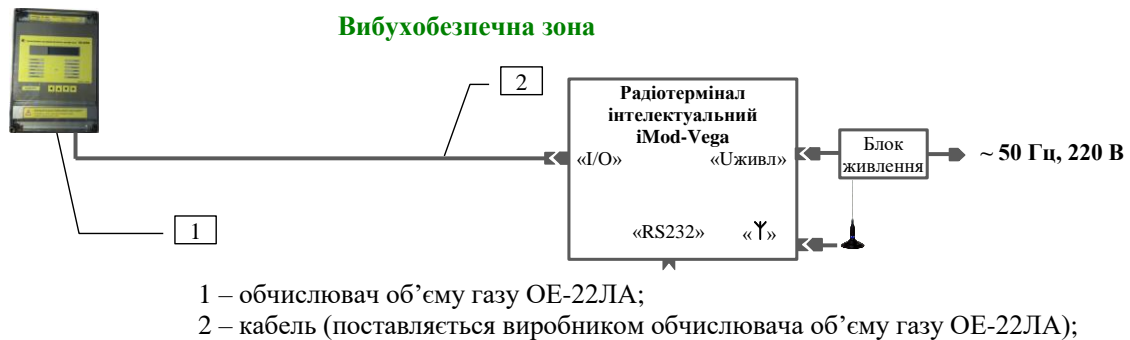 Вибухобезпечна зона
2
Радіотермінал
інтелектуальний
iMod-Vega
«I/O»
«Uживл»
Блок
живлення
~ 50 Гц, 220 В
1
«RS232»
«»
1 – обчислювач об’єму газу ОЕ-22ЛА;
2 – кабель (поставляється виробником обчислювача об’єму газу ОЕ-22ЛА);